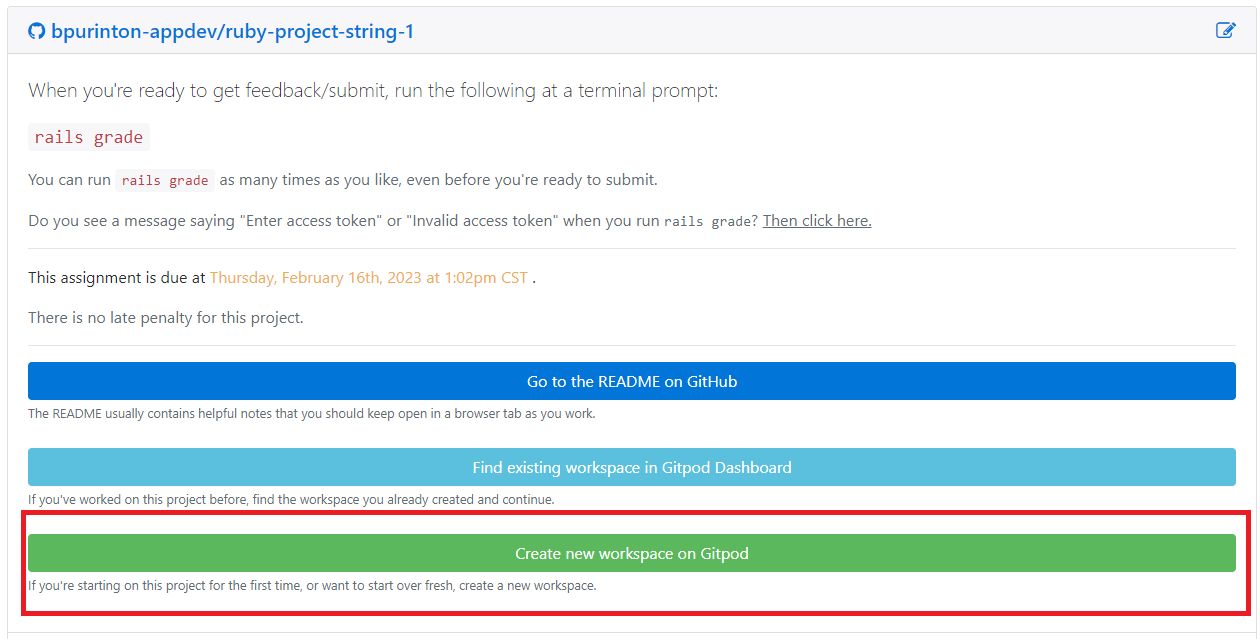 bpurinton-appdev/ruby-project-string-1
When you're ready to get feedback/submit, run the following at a terminal prompt:
rails grade
You can run rails grade as many times as you like, even before you're ready to submit.
Do you see a message saying "Enter access token" or "Invalid access token" when you run rails grade? Then click here.
This assignment is due at Thursday, February 16th, 2023 at 1:02pm CST .
There is no late penalty for this project.
Go to the README on GitHub
The README usually contains helpful notes that you should keep open in a browser tab as you work.
Find existing workspace in Gitpod Dashboard
If you've worked on this project before, find the workspace you already created and continue.
Create new workspace on Gitpod
If you're starting on this project for the first time, or want to start over fresh, create a new workspace.